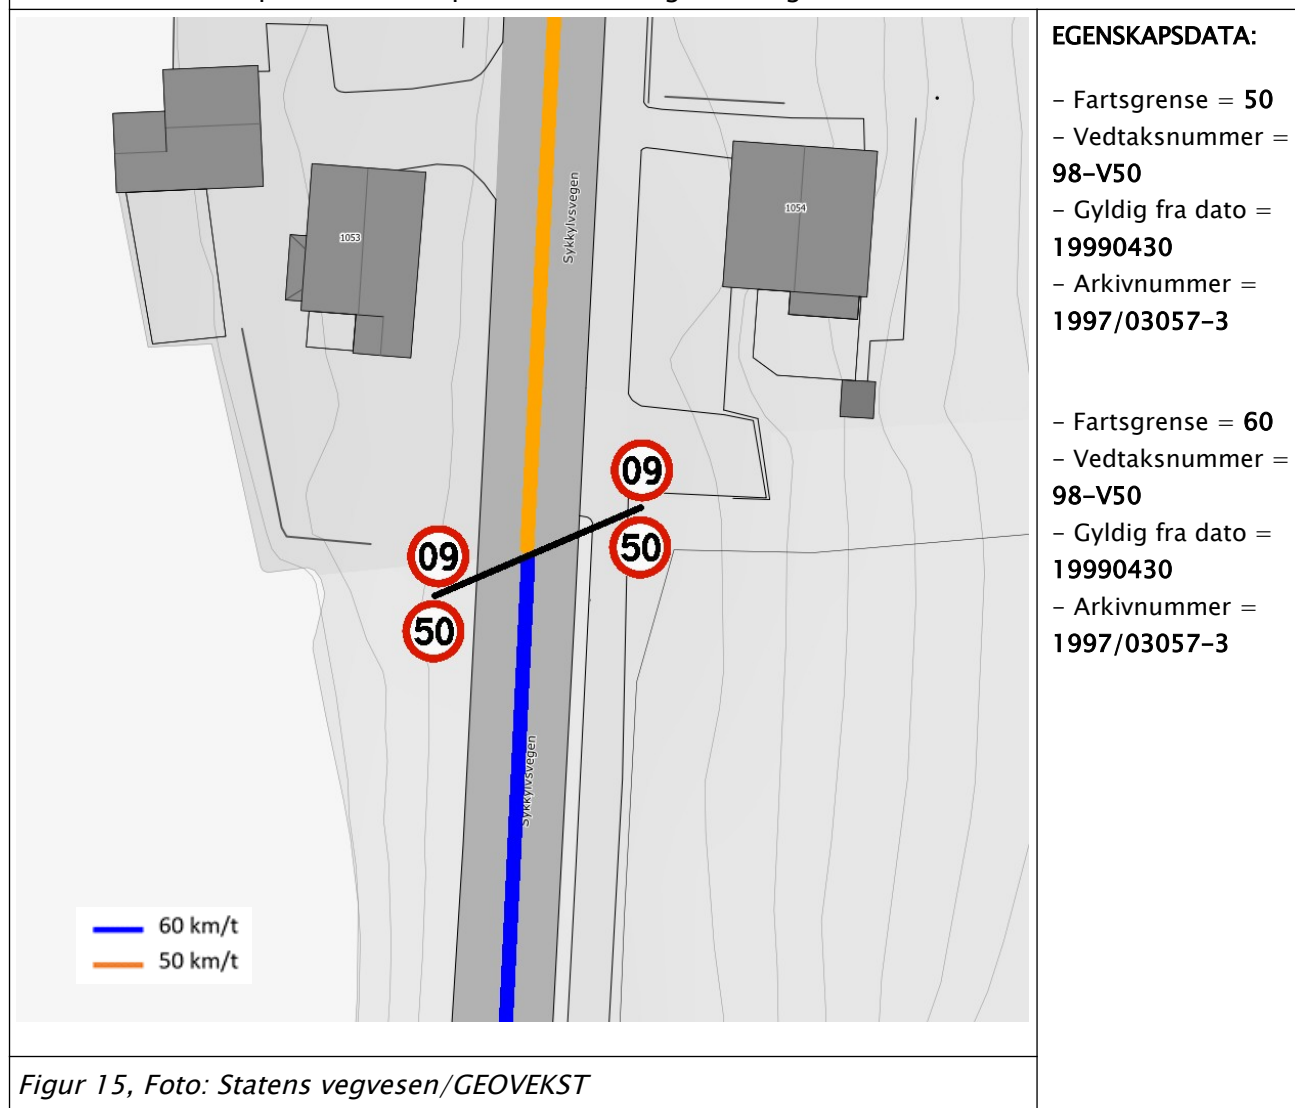 EGENSKAPSDATA:
- Fartsgrense = 50
- Vedtaksnummer =
98-V50
- Gyldig fra dato =
19990430
- Arkivnummer =
1997/03057-3
- Fartsgrense = 60
- Vedtaksnummer =
98-V50
- Gyldig fra dato =
19990430
- Arkivnummer =
1997/03057-3
Sykkylvsvegen
1054
1053
60
50
60
50
Sykkylvsvegen
60 km/t
50 km/t
Figur 15, Foto: Statens vegvesen/GEOVEKST